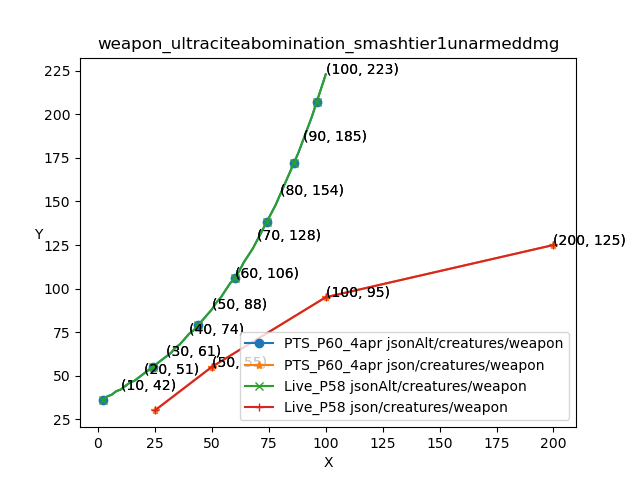 weapon_ultraciteabomination_smashtier1unarmeddmg
225
200
175
150
125
100
75
50
25
Y
(100, 223)
(90, 185)
(80, 154)
(70, 128)
(200, 125)
(60, 106)
(100, 95)
(50, 88)
(40, 74)
(30, 61)
(50, 55)
(20, 51)
(10, 42)
PTS_P60_4apr jsonAlt/creatures/weapon
PTS_P60_4apr json/creatures/weapon
Live_P58 jsonAlt/creatures/weapon
Live_P58 json/creatures/weapon
0 25 50 75 100 125 150 175 200
X